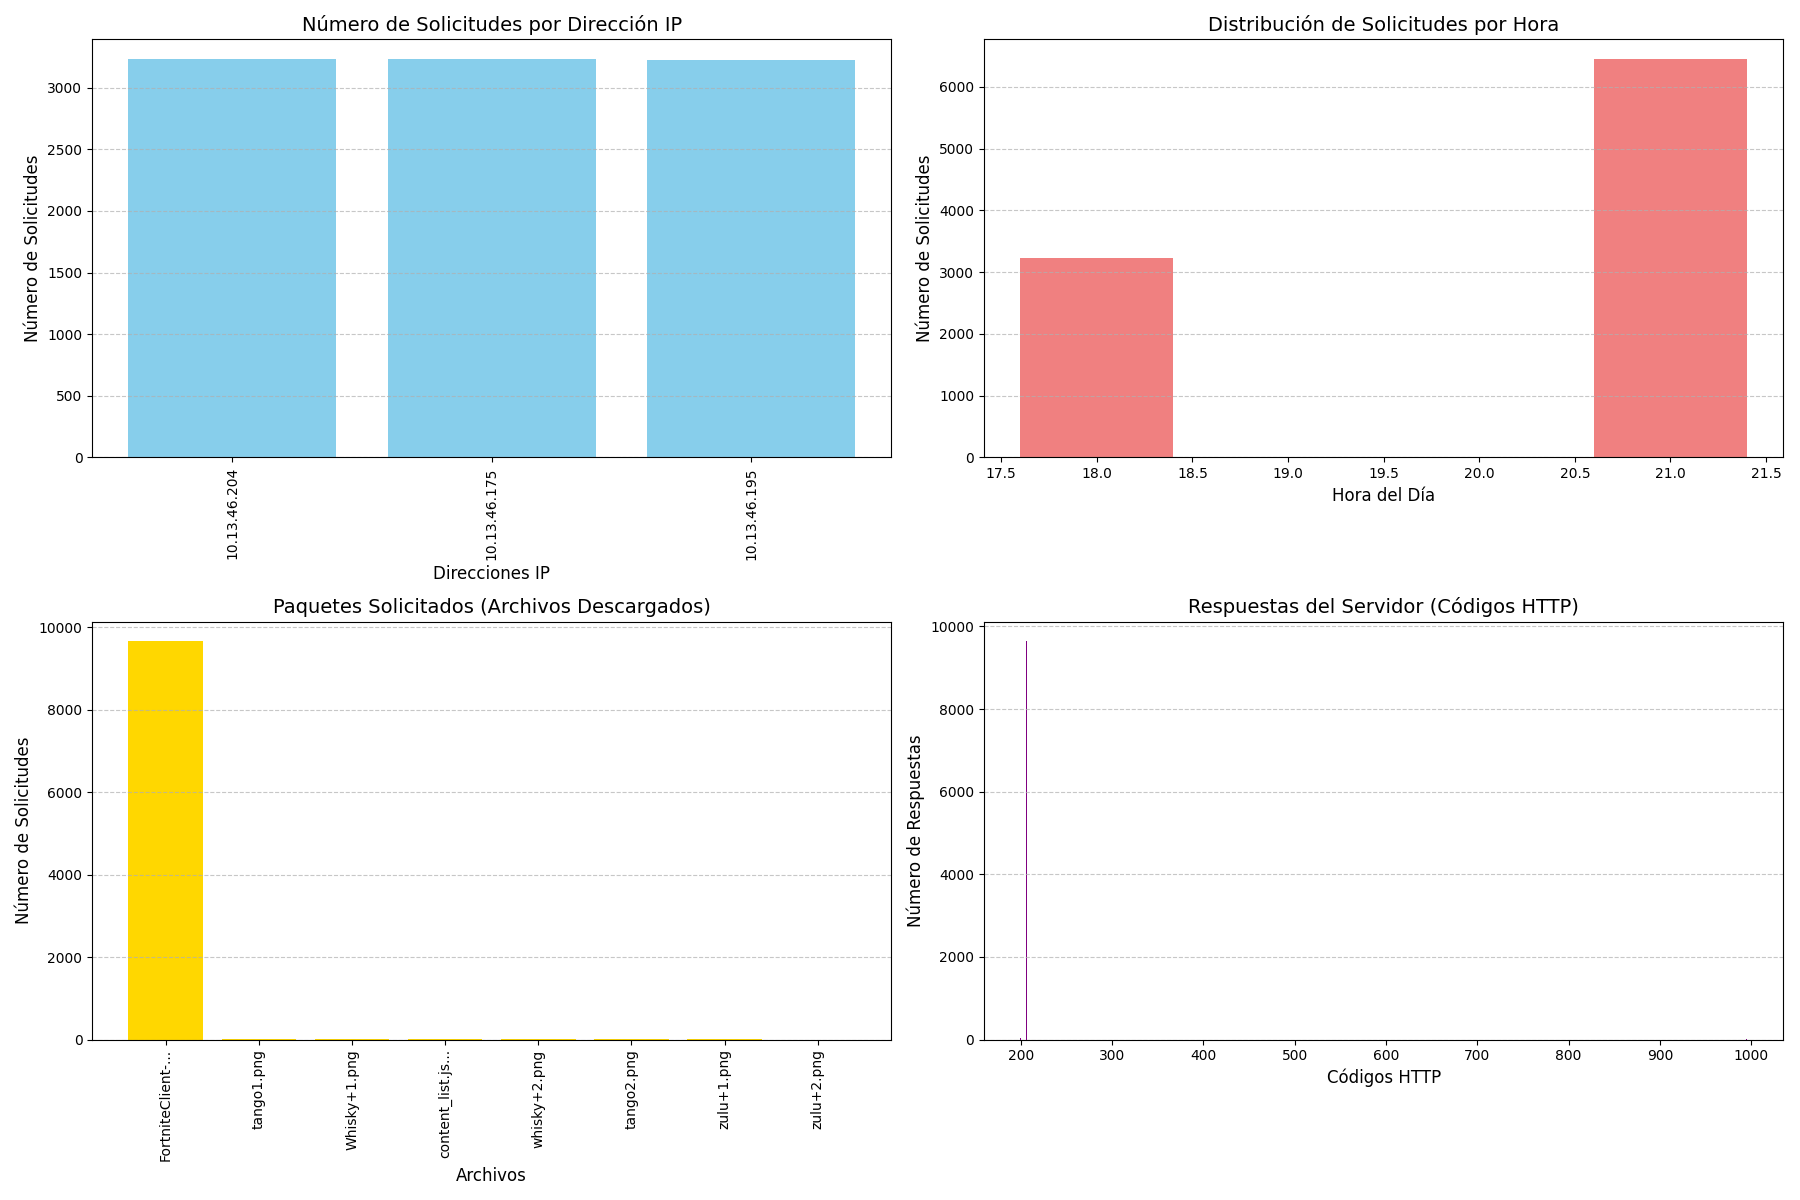 Número de Solicitudes por Dirección IP
Número de Solicitudes
3000
2500
2000
1500
1000
500
0
10.13.46.204
10.13.46.175
10.13.46.195
Direcciones IP
Distribución de Solicitudes por Hora
Número de Solicitudes
6000
5000
4000
3000
2000
1000
0
17.5 18.0 18.5 19.0 19.5 20.0 20.5 21.0 21.5
Hora del Día
Paquetes Solicitados (Archivos Descargados)
Número de Solicitudes
10000
8000
6000
4000
2000
0
FortniteClient-...
tango1.png
Whisky+1.png
content_list.js...
whisky+2.png
tango2.png
zulu+1.png
zulu+2.png
Archivos
Respuestas del Servidor (Códigos HTTP)
Número de Respuestas
10000
8000
6000
4000
2000
0
200 300 400 500 600 700 800 900 1000
Códigos HTTP